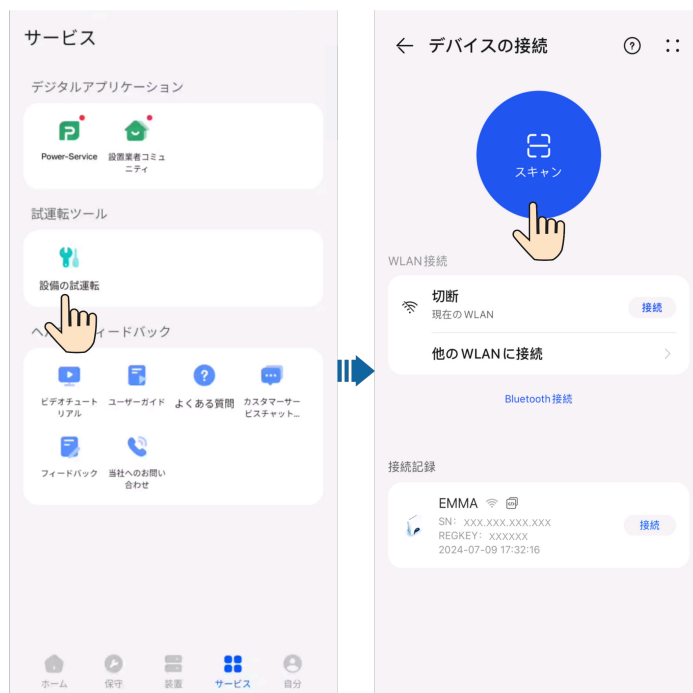 サービス
デジタルアプリケーション
Power-Service
設置業者コミュ
ニティ
試運転ツール
設備の試運転
ィードバック
ビデオチュート
リアル
ユーザーガイド
よくある質問
カスタマーサー
ビスチャット...
フィードバック
当社へのお問い
合わせ
ホーム
保守
装置
サービス
自分
デバイスの接続
スキャン
WLAN接続
切断
現在のWLAN
接続
他のWLANに接続
Bluetooth接続
接続記録
EMMA
SN: XXX.XXX.XXX.XXX
REGKEY: XXXXXX
2024-07-09 17:32:16
接続